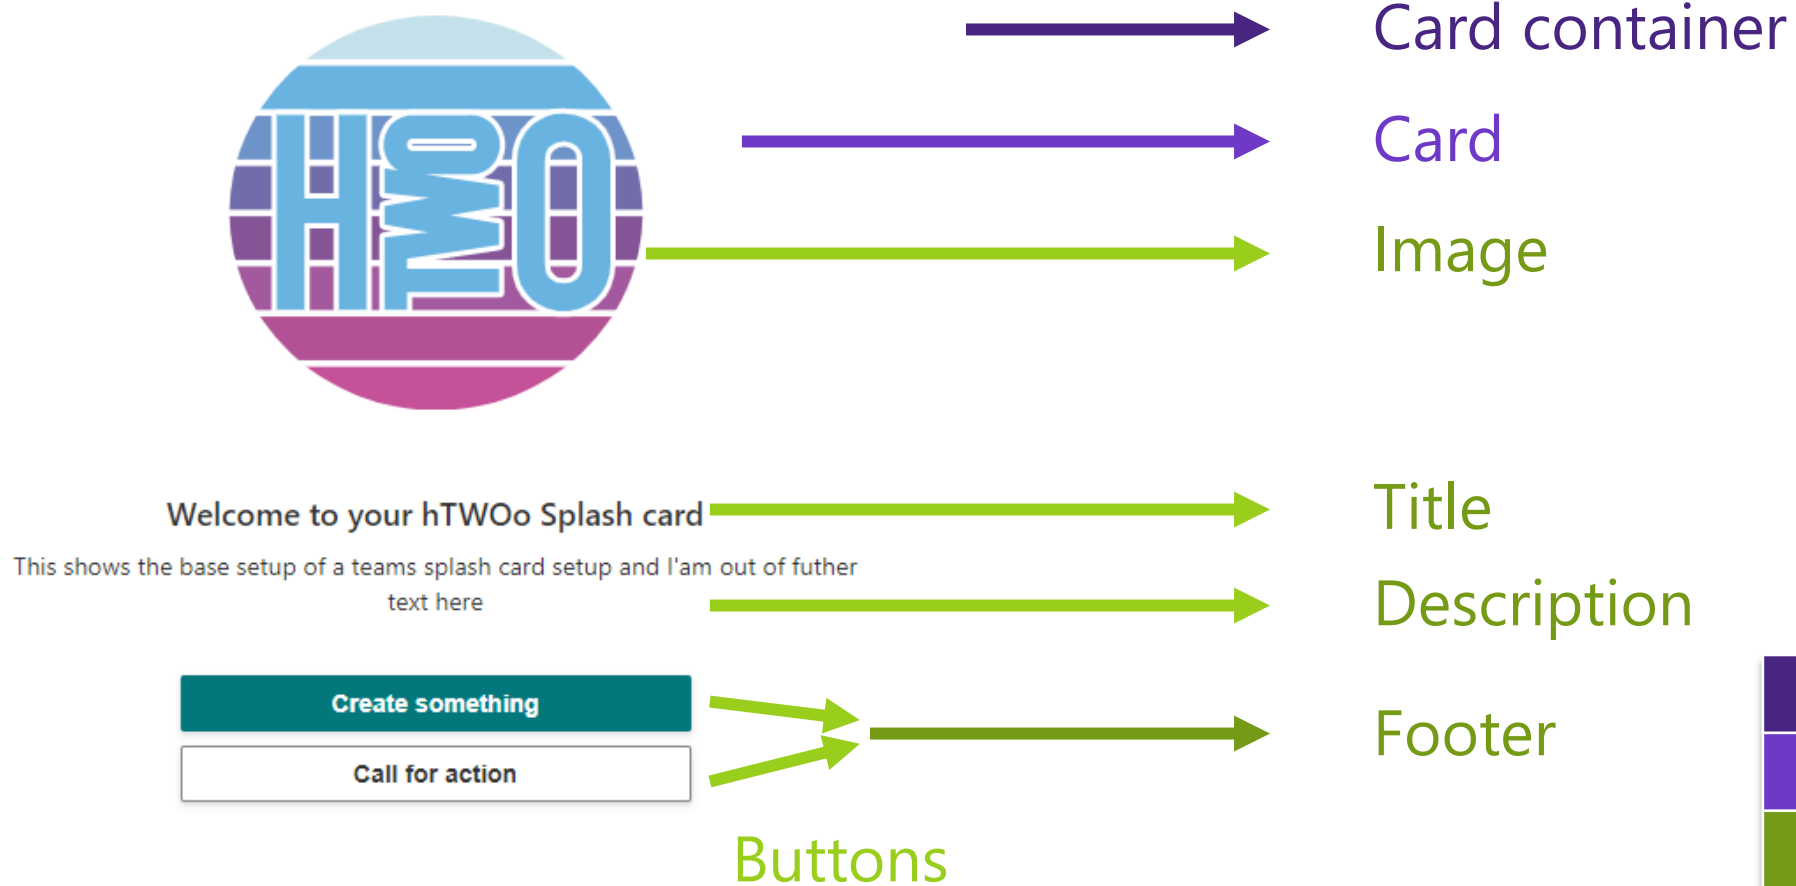 Card container
Card
Image
HTWOO
Welcome to your hTWOo Splash card
Title
This shows the base setup of a teams splash card setup and I'am out of futher
text here
Description
Create something
Call for action
Footer
Buttons